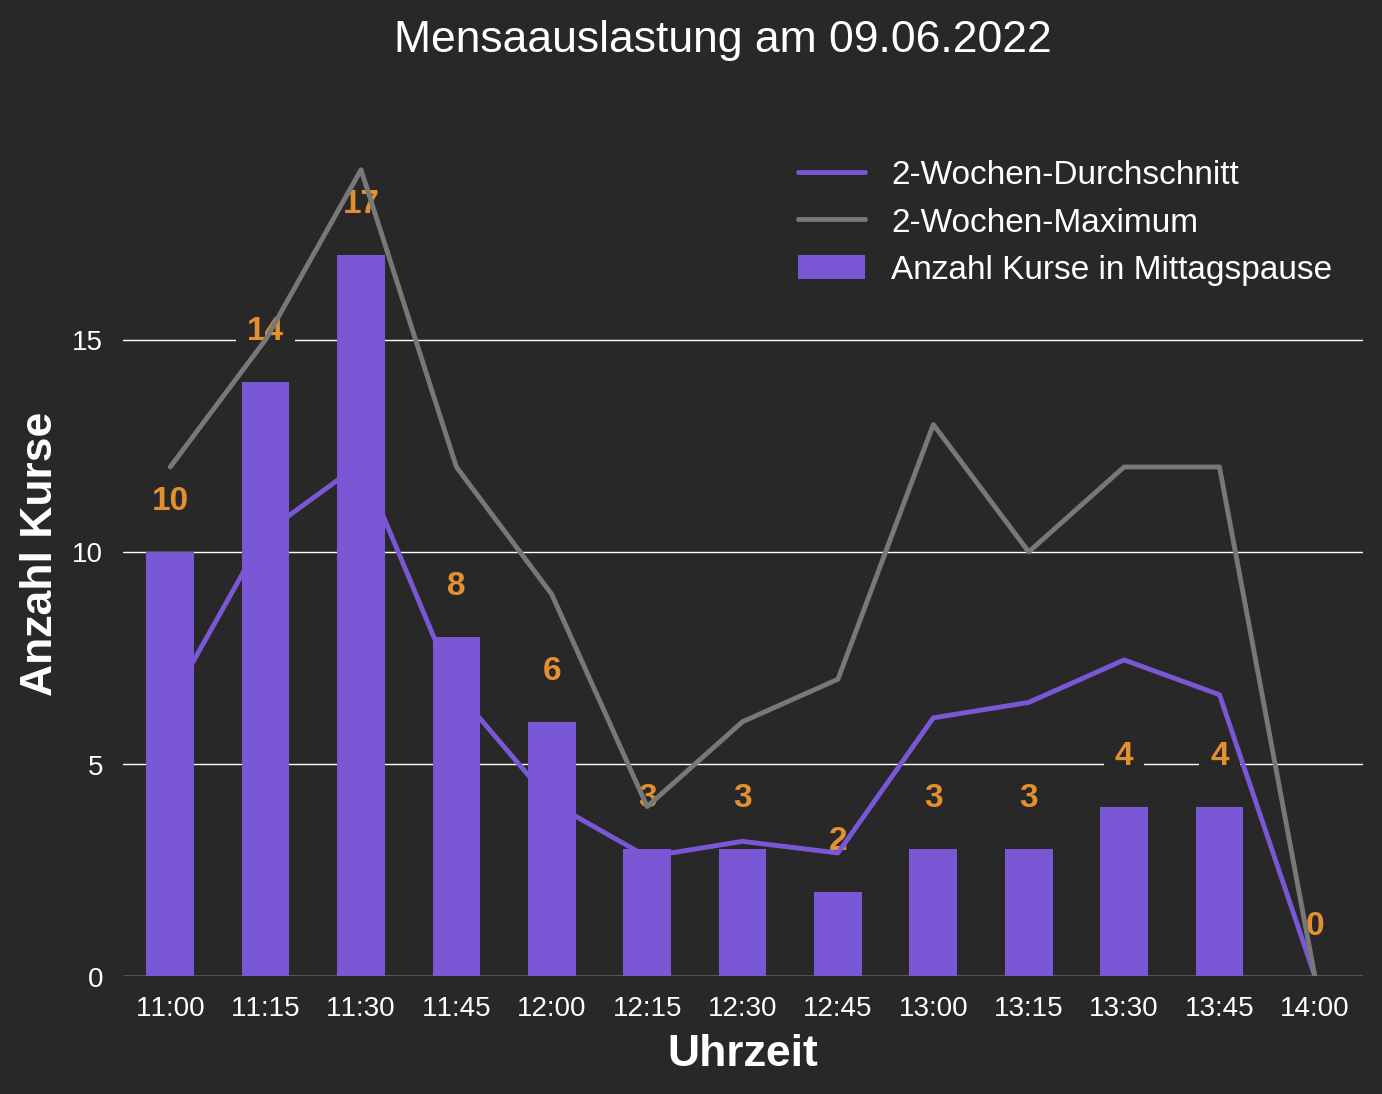 Mensaauslastung am 09.06.2022
2-Wochen-Durchschnitt
2-Wochen-Maximum
Anzahl Kurse in Mittagspause
Anzahl Kurse
15
10
5
0
10
14
17
8
6
3
3
2
3
3
4
4
0
11:00 11:15 11:30 11:45 12:00 12:15 12:30 12:45 13:00 13:15 13:30 13:45 14:00
Uhrzeit